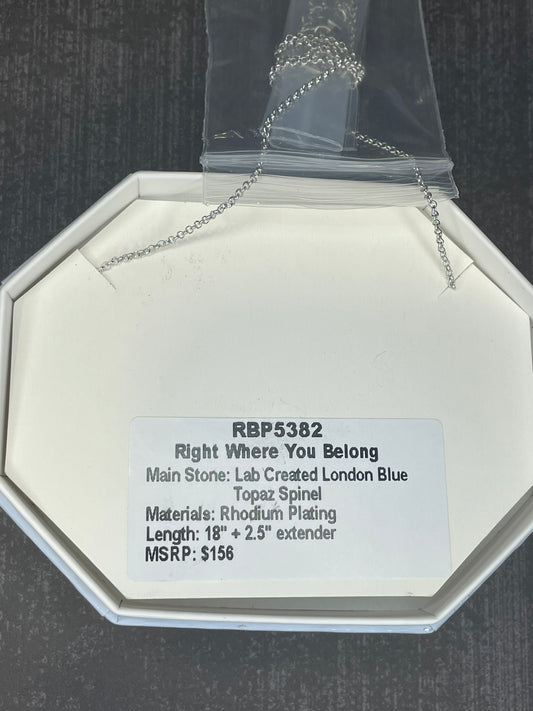 RBP5382
Right Where You Belong
Main Stone: Lab Created London Blue
Topaz Spinel
Materials: Rhodium Plating
Length: 18" + 2.5" extender
MSRP: $156